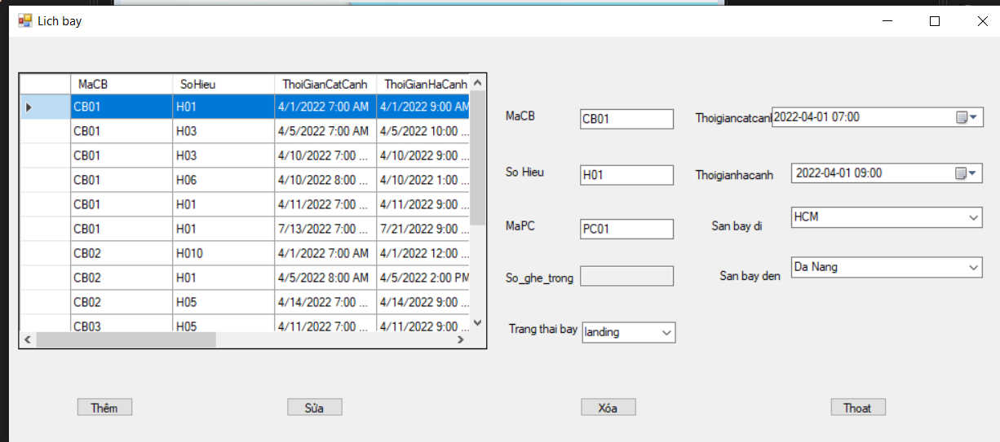 Lich bay
MaCB SoHieu ThoiGianCatCanh ThoiGianHaCanh
CB01 H01 4/1/2022 7:00 AM 4/1/2022 9:00 AM
CB01 H03 4/5/2022 7:00 AM 4/5/2022 10:00 ...
CB01 H03 4/10/2022 7:00 ... 4/10/2022 9:00 ...
CB01 H06 4/10/2022 8:00 ... 4/10/2022 1:00 ...
CB01 H01 4/11/2022 7:00 ... 4/11/2022 9:00 ...
CB01 H01 7/13/2022 7:00 ... 7/21/2022 9:00 ...
CB02 H010 4/1/2022 7:00 AM 4/1/2022 12:00 ...
CB02 H01 4/5/2022 8:00 AM 4/5/2022 2:00 PM
CB02 H05 4/14/2022 7:00 ... 4/14/2022 9:00 ...
CB03 H05 4/11/2022 7:00 ... 4/11/2022 9:00 ...
MaCB CB01
So Hieu H01
MaPC PC01
So_ghe_trong
Trang thai bay landing
Thoigiancatcanh 2022-04-01 07:00
Thoigianhacanh 2022-04-01 09:00
San bay di HCM
San bay den Da Nang
Thêm Sửa Xóa Thoat